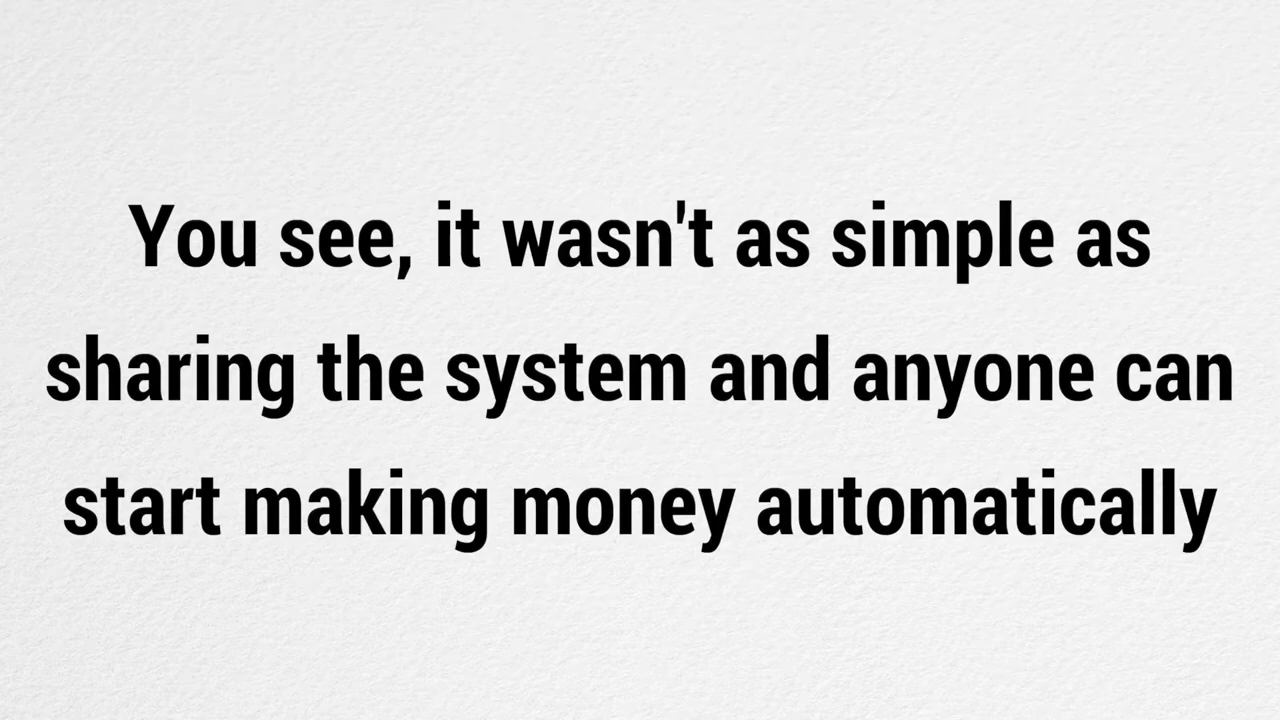 You see, it wasn't as simple as
sharing the system and anyone can
start making money automatically